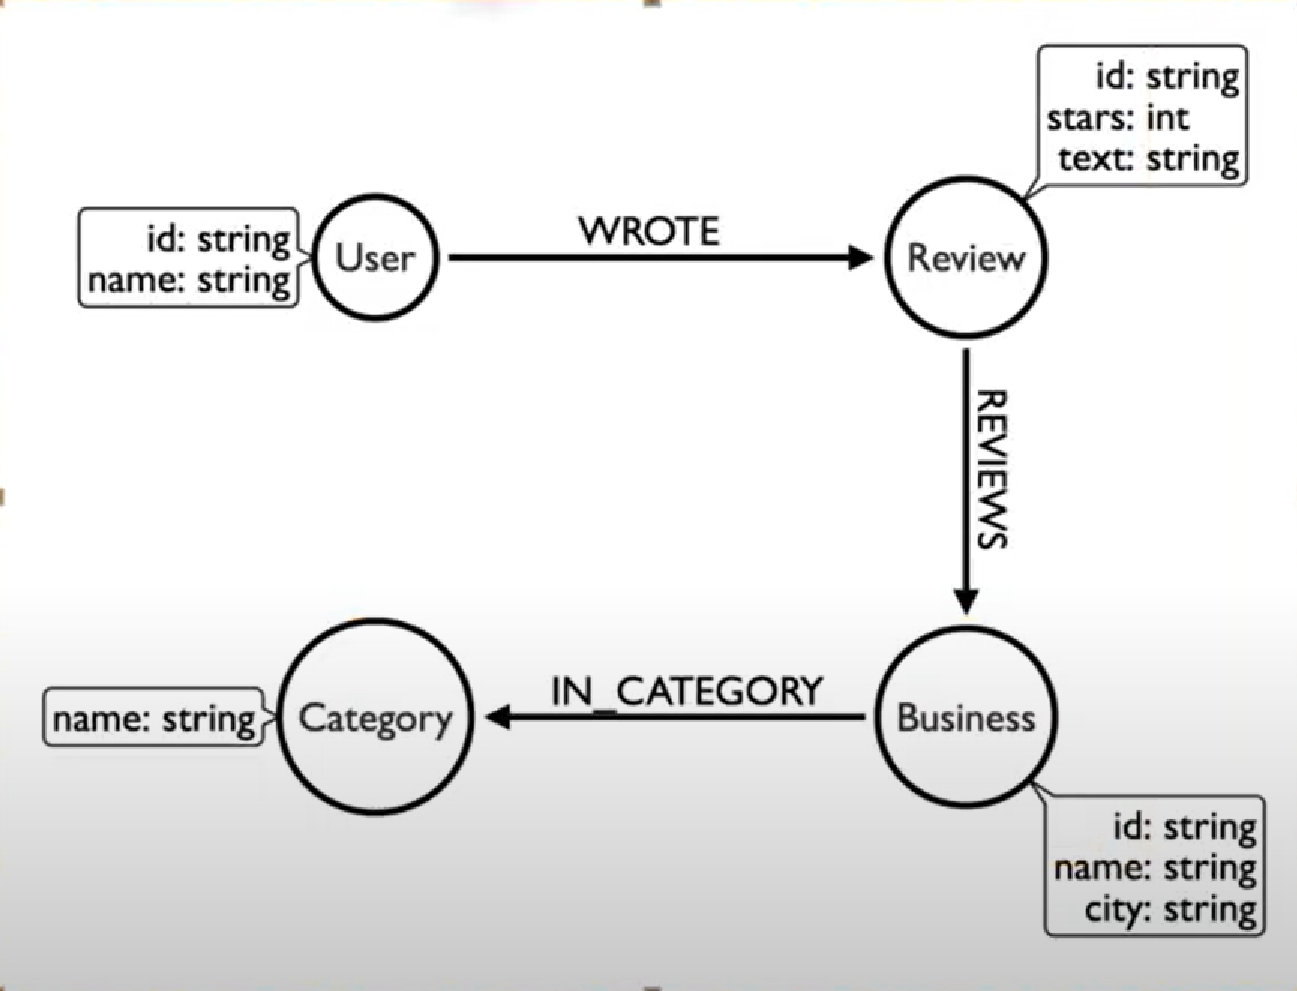 id: string
stars: int
text: string
id: string
name: string
User
WROTE
Review
REVIEWS
name: string
Category
IN_CATEGORY
Business
id: string
name: string
city: string